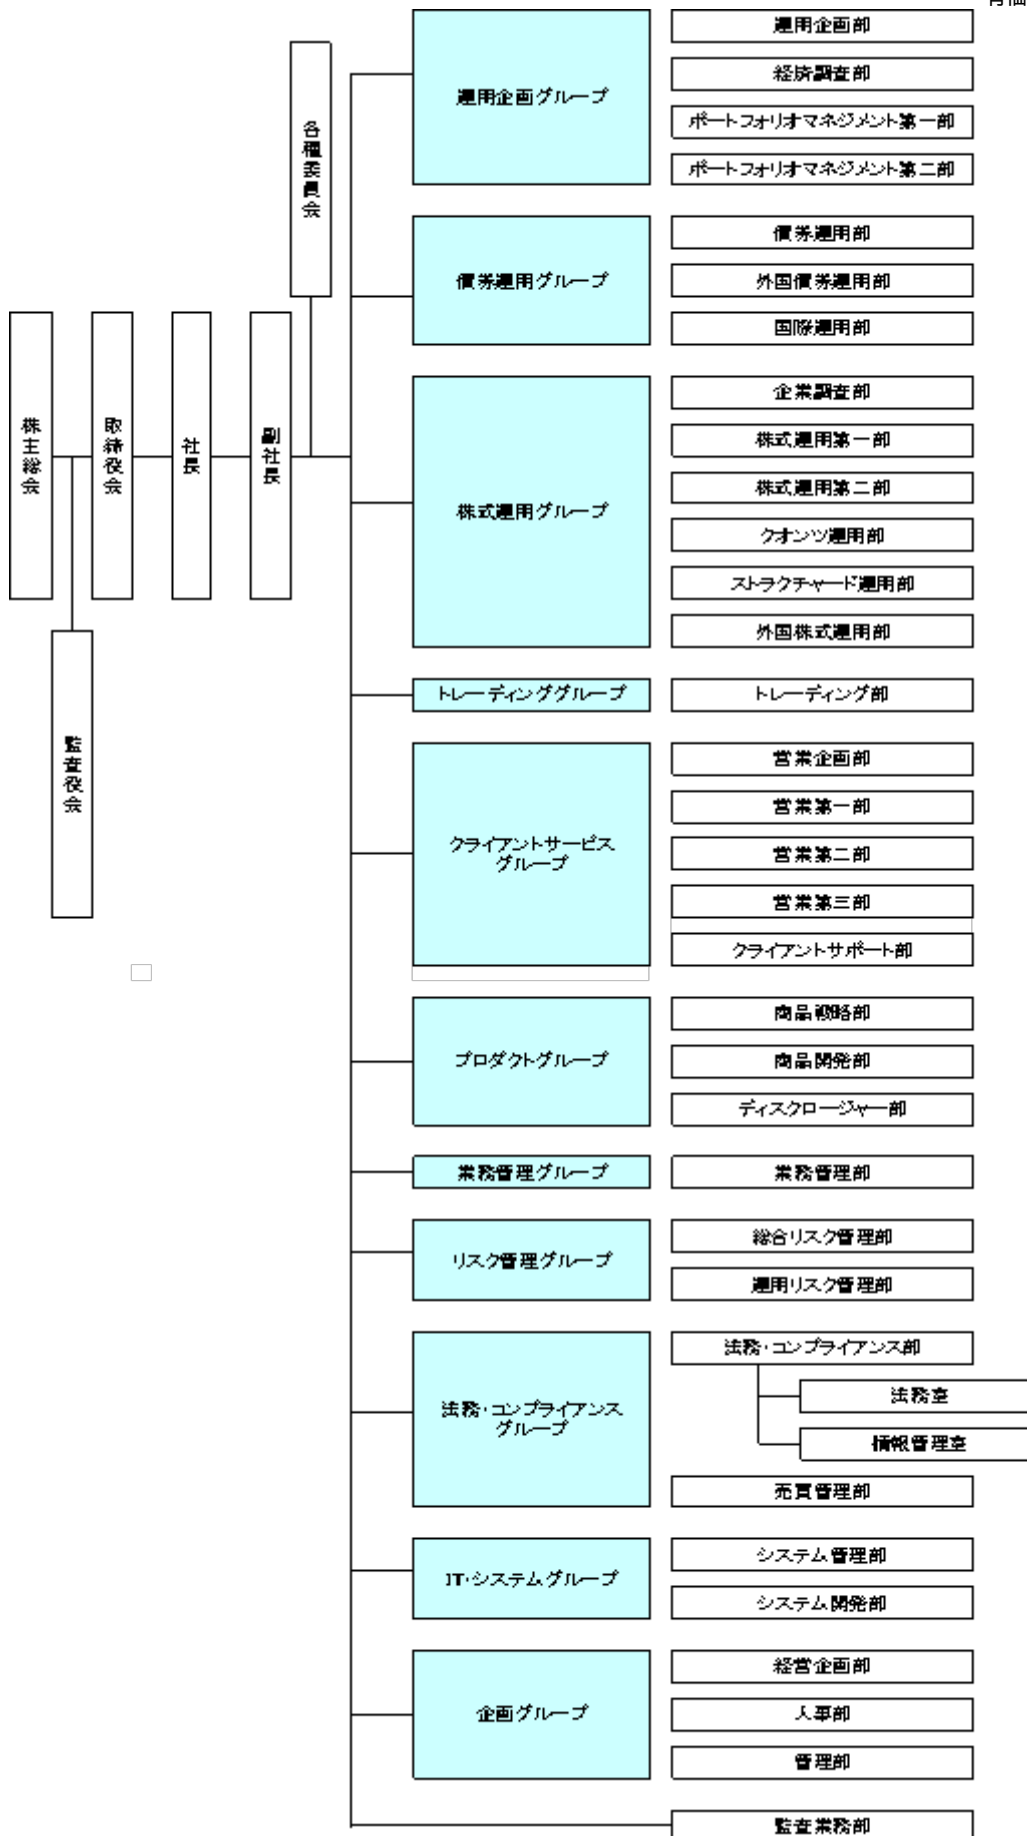 運用企画部
経済調査部
運用企画グループ
ポートフォリオマネジメント第一部
ポートフォリオマネジメント第二部
各種委員会
債券運用部
債券運用グループ
外国債券運用部
国際運用部
株主総会
取締役会
社長
副社長
企業調査部
株式運用第一部
株式運用第二部
株式運用グループ
クオンツ運用部
ストラクチャード運用部
外国株式運用部
監査役会
トレーディンググループ
トレーディング部
営業企画部
営業第一部
クライアントサービス
グループ
営業第二部
営業第三部
クライアントサポート部
商品戦略部
プロダクトグループ
商品開発部
ディスクロージャー部
業務管理グループ
業務管理部
リスク管理グループ
総合リスク管理部
運用リスク管理部
法務・コンプライアンス部
法務・コンプライアンス
グループ
法務室
情報管理室
売買管理部
IT・システムグループ
システム管理部
システム開発部
経営企画部
企画グループ
人事部
管理部
監査業務部